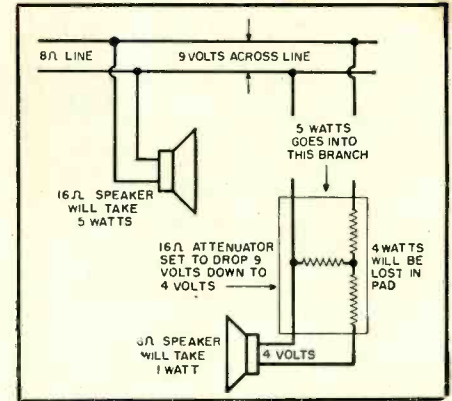 8Ω LINE
9 VOLTS ACROSS LINE
16Ω SPEAKER
WILL TAKE
5 WATTS
5 WATTS
GOES INTO
THIS BRANCH
16Ω ATTENUATOR
SET TO DROP 9
VOLTS DOWN TO
4 VOLTS
4 WATTS
WILL BE
LOST IN
PAD
SPEAKER
WILL TAKE
1 WATT
4 VOLTS